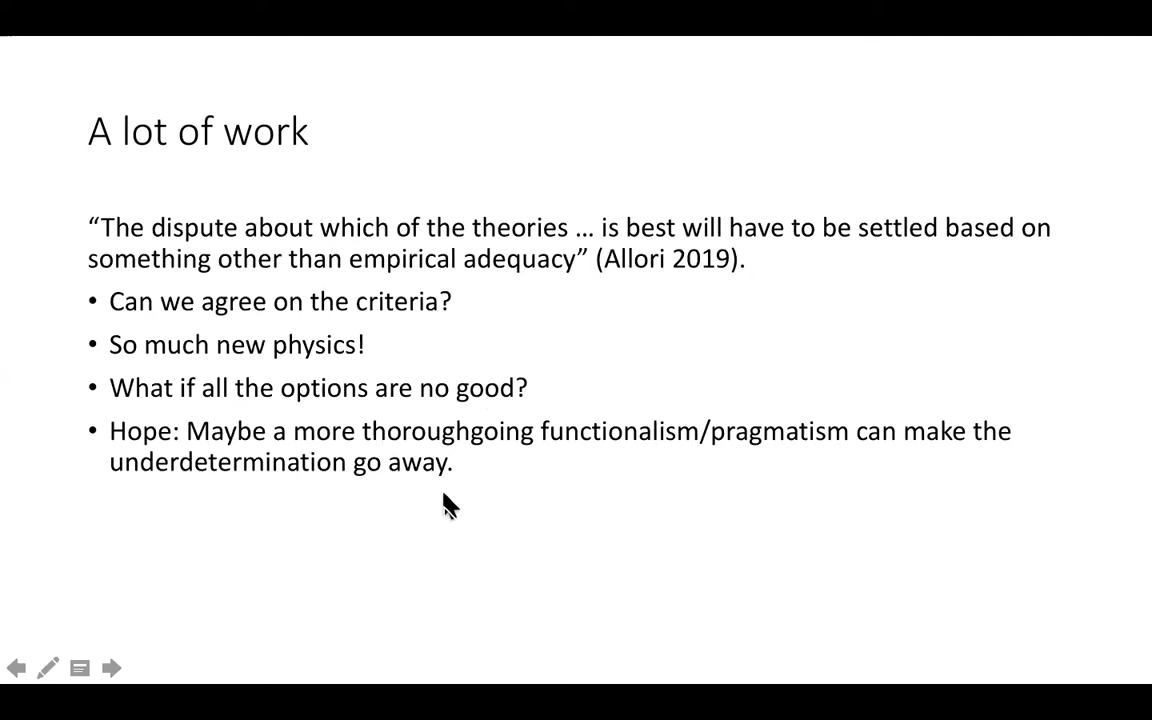 A lot of work
“The dispute about which of the theories … is best will have to be settled based on
something other than empirical adequacy” (Allori 2019).
• Can we agree on the criteria?
• So much new physics!
• What if all the options are no good?
• Hope: Maybe a more thoroughgoing functionalism/pragmatism can make the
underdetermination go away.